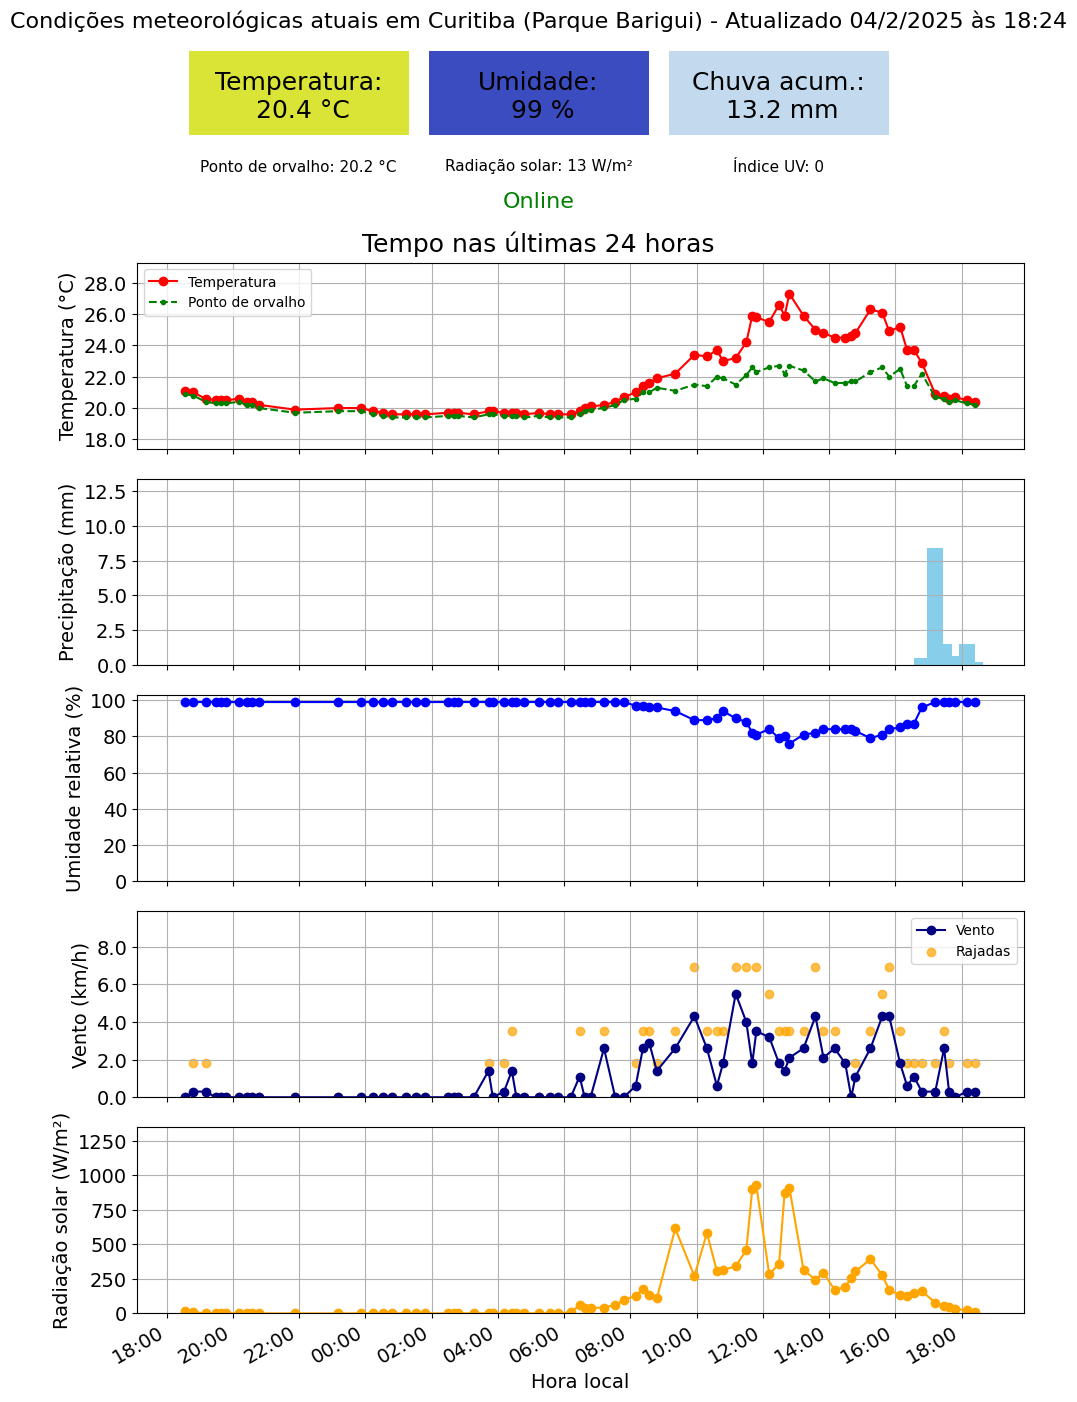 Condições meteorológicas atuais em Curitiba (Parque Barigui) - Atualizado 04/2/2025 às 18:24
Temperatura:
20.4 °C
Umidade:
99 %
Chuva acum.:
13.2 mm
Ponto de orvalho: 20.2 °C
Radiação solar: 13 W/m²
Índice UV: 0
Online
Tempo nas últimas 24 horas
Temperatura (°C)
28.0
26.0
24.0
22.0
20.0
18.0
Temperatura
Ponto de orvalho
Precipitação (mm)
12.5
10.0
7.5
5.0
2.5
0.0
Umidade relativa (%)
100
80
60
40
20
0
Vento (km/h)
8.0
6.0
4.0
2.0
0.0
Vento
Rajadas
Radiação solar (W/m²)
1250
1000
750
500
250
0
18:00
20:00
22:00
00:00
02:00
04:00
06:00
08:00
10:00
12:00
14:00
16:00
18:00
Hora local